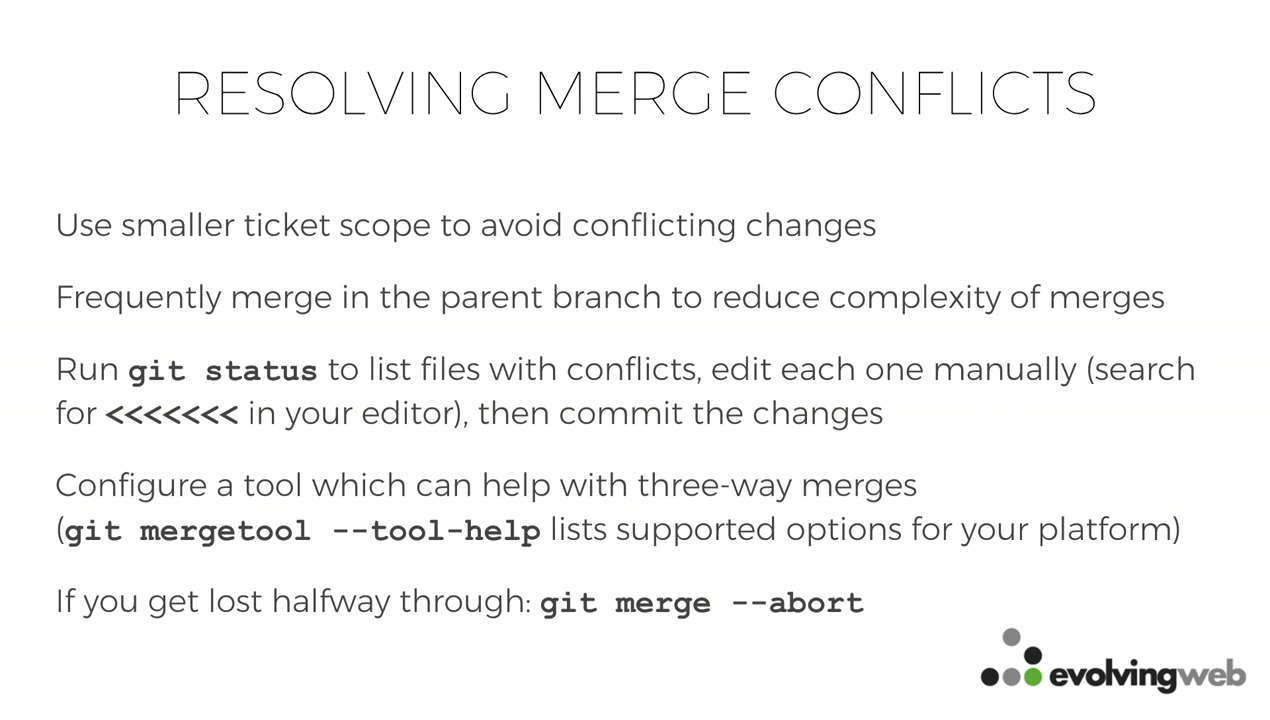 RESOLVING MERGE CONFLICTS
Use smaller ticket scope to avoid conflicting changes
Frequently merge in the parent branch to reduce complexity of merges
Run git status to list files with conflicts, edit each one manually (search
for <<<<<<< in your editor), then commit the changes
Configure a tool which can help with three-way merges
(git mergetool --tool-help lists supported options for your platform)
If you get lost halfway through: git merge --abort
evolvingweb